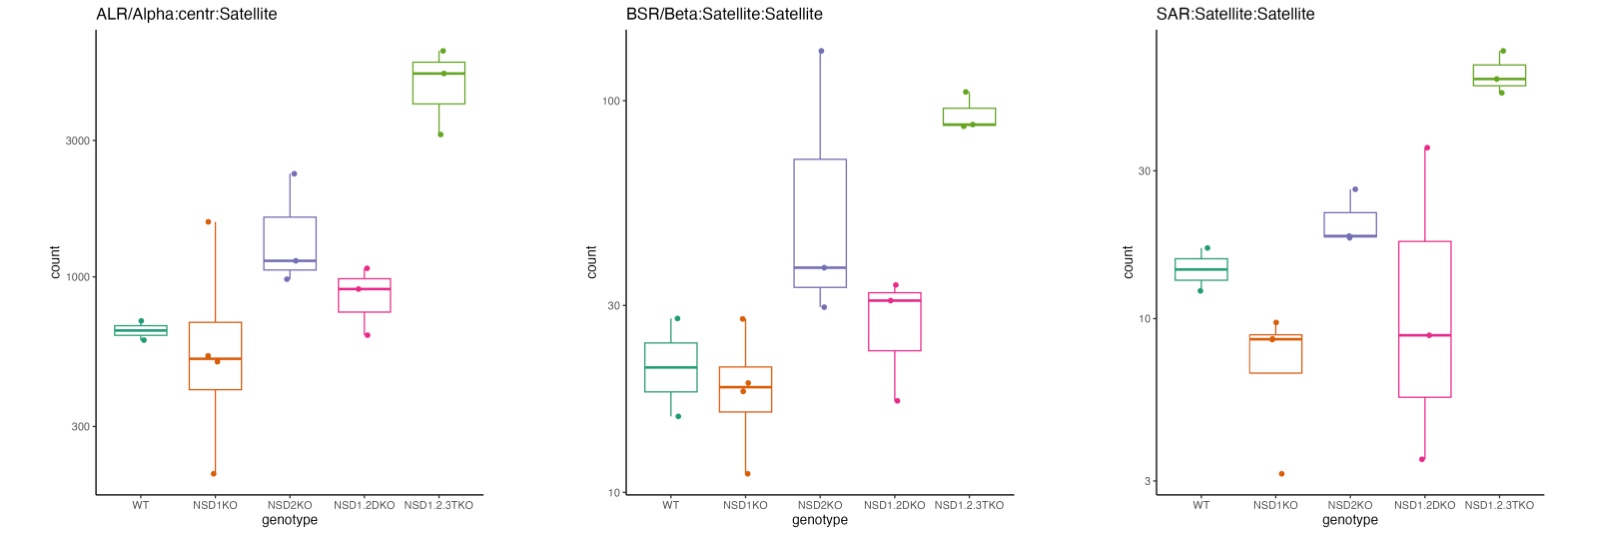 ALR/Alpha:centr:Satellite
3000
1000
300
count
WT NSD1KO NSD2KO NSD1.2DKO NSD1.2.3TKO
genotype
BSR/Beta:Satellite:Satellite
100
30
10
count
WT NSD1KO NSD2KO NSD1.2DKO NSD1.2.3TKO
genotype
SAR:Satellite:Satellite
30
10
3
count
WT NSD1KO NSD2KO NSD1.2DKO NSD1.2.3TKO
genotype